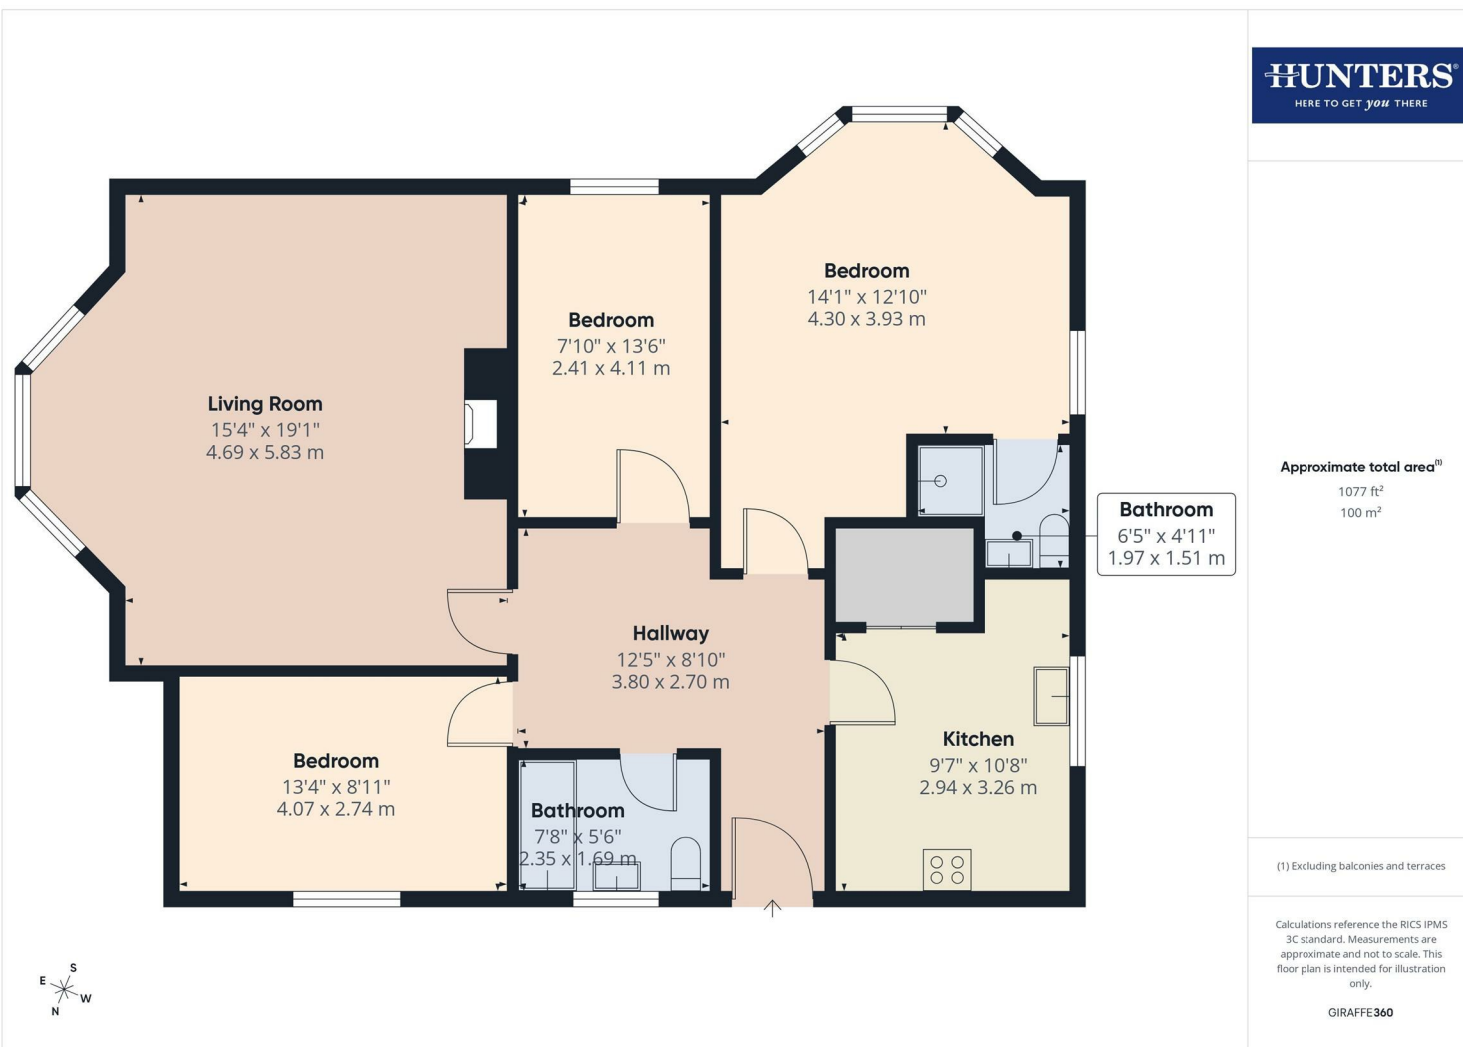 HUNTERS®
HERE TO GET you THERE
Bedroom
14'1" x 12'10"
4.30 x 3.93 m
Bedroom
7'10" x 13'6"
2.41 x 4.11 m
Living Room
15'4" x 19'1"
4.69 x 5.83 m
Bathroom
6'5" x 4'11"
1.97 x 1.51 m
Hallway
12'5" x 8'10"
3.80 x 2.70 m
Kitchen
9'7" x 10'8"
2.94 x 3.26 m
Bedroom
13'4" x 8'11"
4.07 x 2.74 m
Bathroom
7'8" x 5'6"
2.35 x 1.69 m
S
E
W
N
Approximate total area(1)
1077 ft²
100 m²
(1) Excluding balconies and terraces
Calculations reference the RICS IPMS
3C standard. Measurements are
approximate and not to scale. This
floor plan is intended for illustration
only.
GIRAFFE360